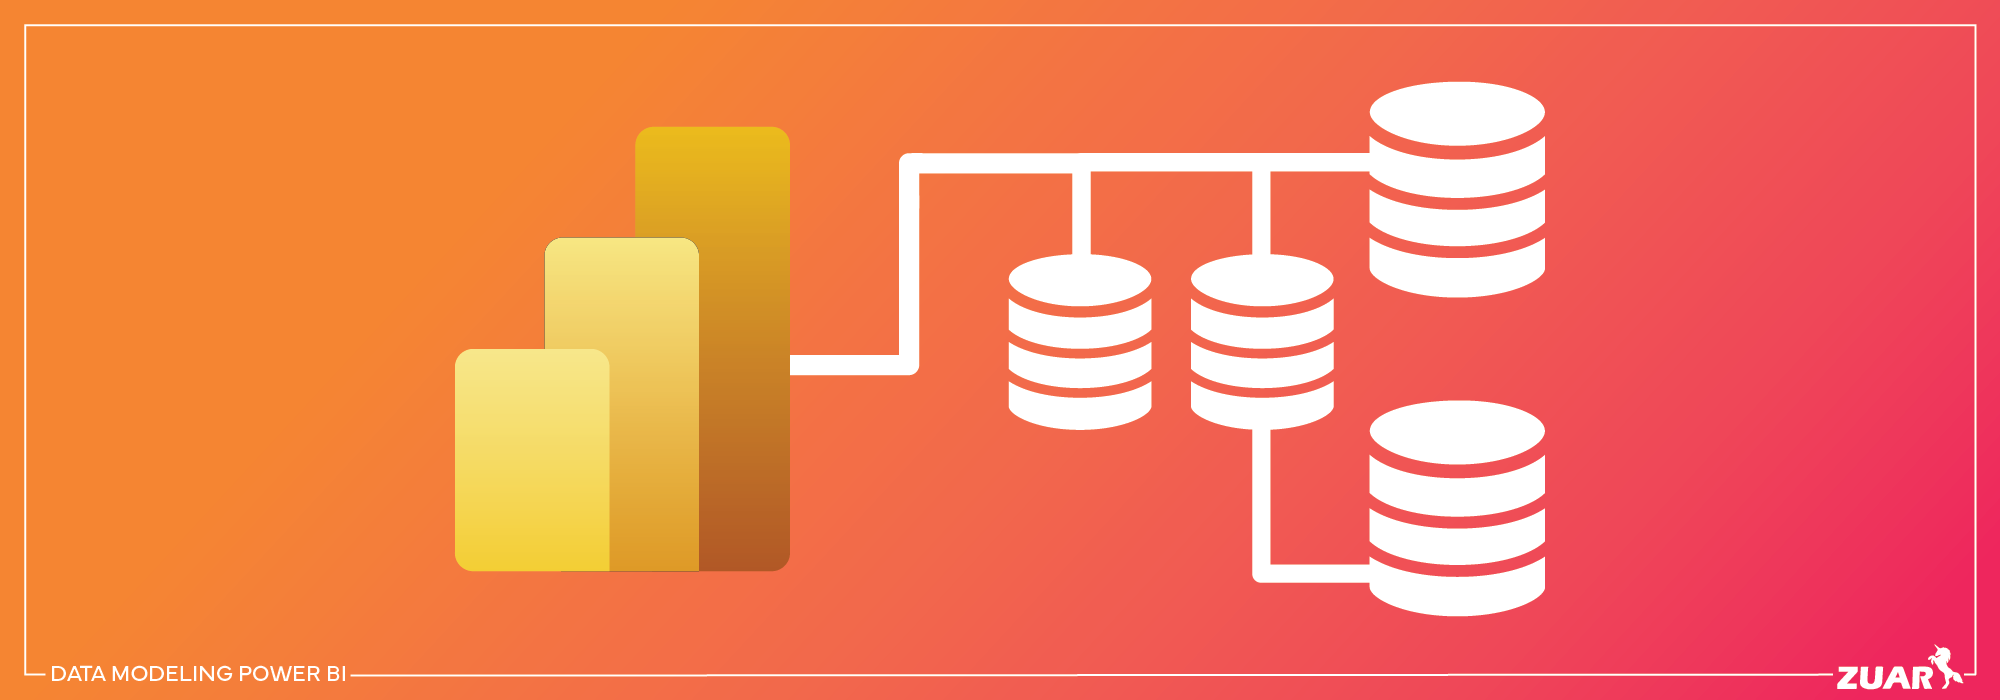 DATA MODELING POWER BI
ZUAR